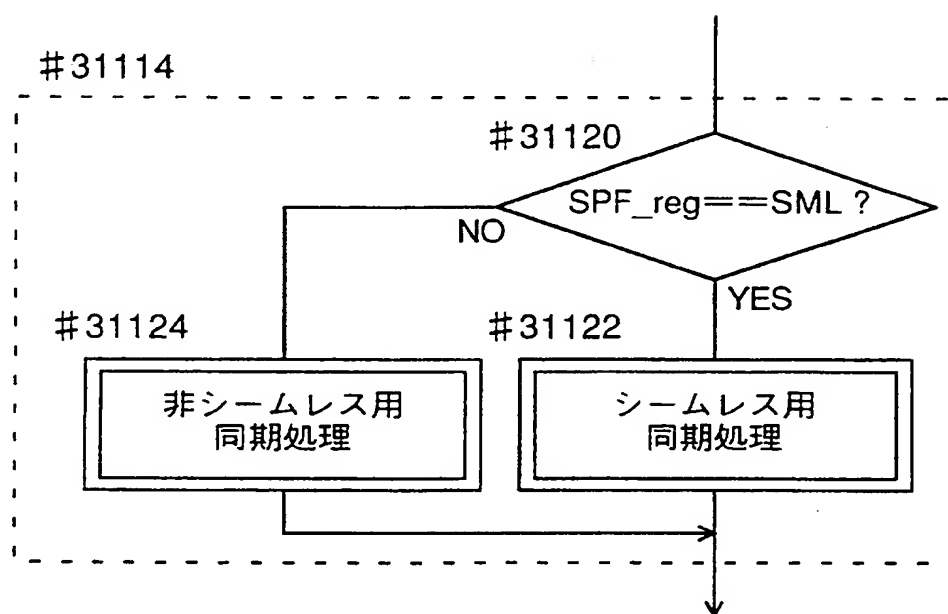 #31114
#31120
SPF_reg==SML ?
NO
YES
#31124
#31122
非シームレス用
同期処理
シームレス用
同期処理